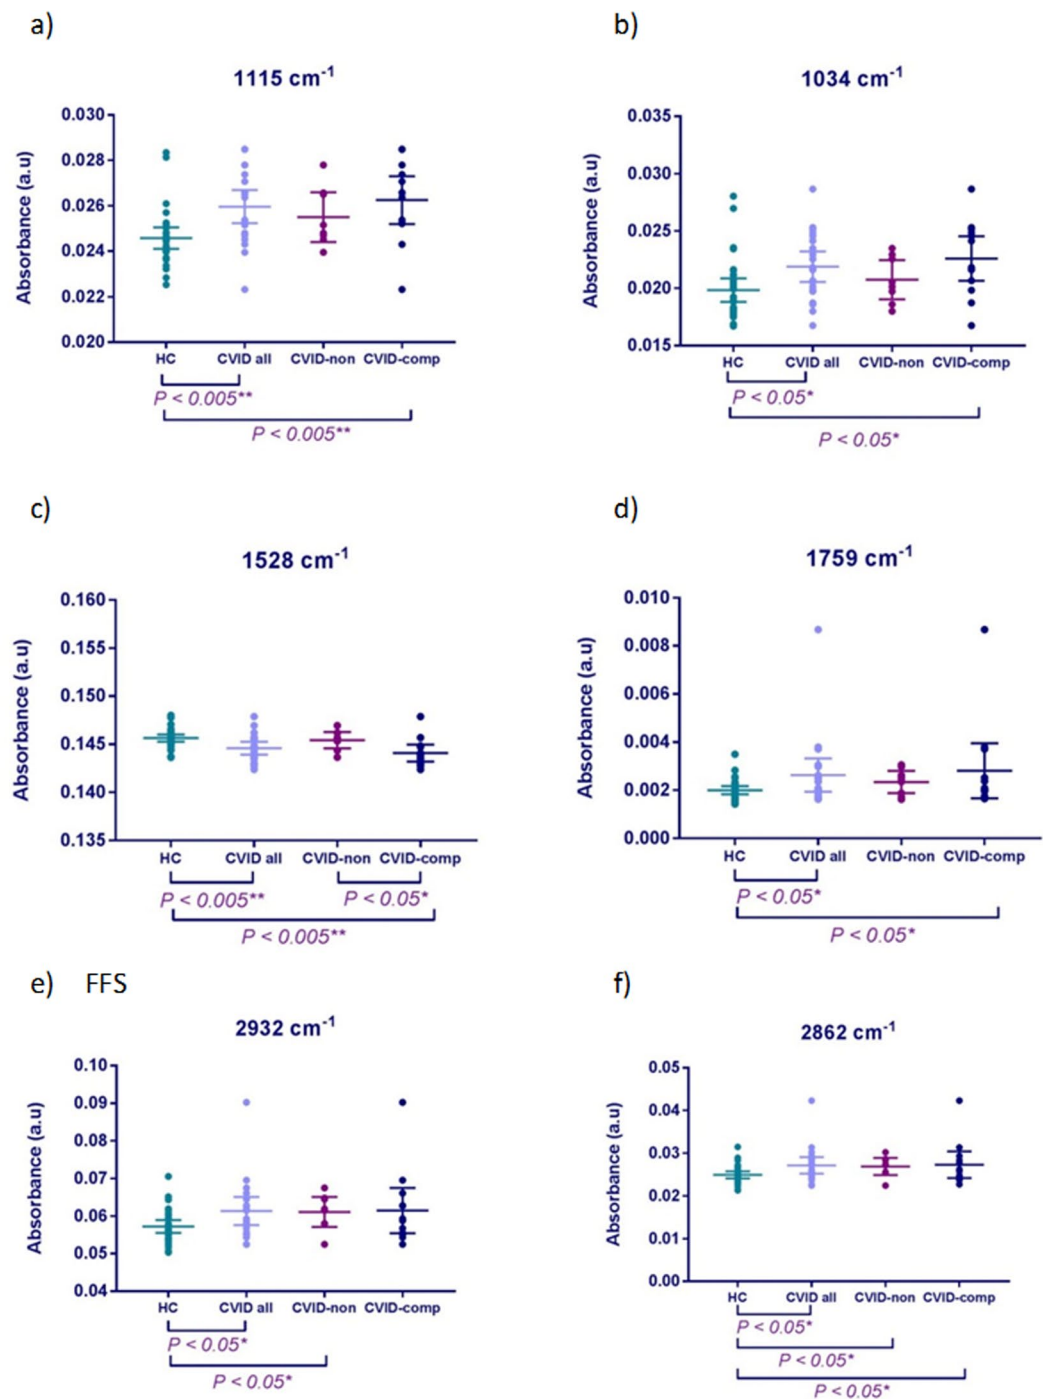 a)
1115 cm-1
Absorbance (a.u)
0.030
0.028
0.026
0.024
0.022
0.020
HC CVID all CVID-non CVID-comp
P < 0.005**
P < 0.005**
b)
1034 cm-1
Absorbance (a.u)
0.035
0.030
0.025
0.020
0.015
HC CVID all CVID-non CVID-comp
P < 0.05*
P < 0.05*
c)
1528 cm-1
Absorbance (a.u)
0.160
0.155
0.150
0.145
0.140
0.135
HC CVID all CVID-non CVID-comp
P < 0.005** P < 0.05*
P < 0.005**
d)
1759 cm-1
Absorbance (a.u)
0.010
0.008
0.006
0.004
0.002
0.000
HC CVID all CVID-non CVID-comp
P < 0.05*
P < 0.05*
e) FFS
2932 cm-1
Absorbance (a.u)
0.10
0.09
0.08
0.07
0.06
0.05
0.04
HC CVID all CVID-non CVID-comp
P < 0.05*
P < 0.05*
f)
2862 cm-1
Absorbance (a.u)
0.05
0.04
0.03
0.02
0.01
0.00
HC CVID all CVID-non CVID-comp
P < 0.05*
P < 0.05*
P < 0.05*